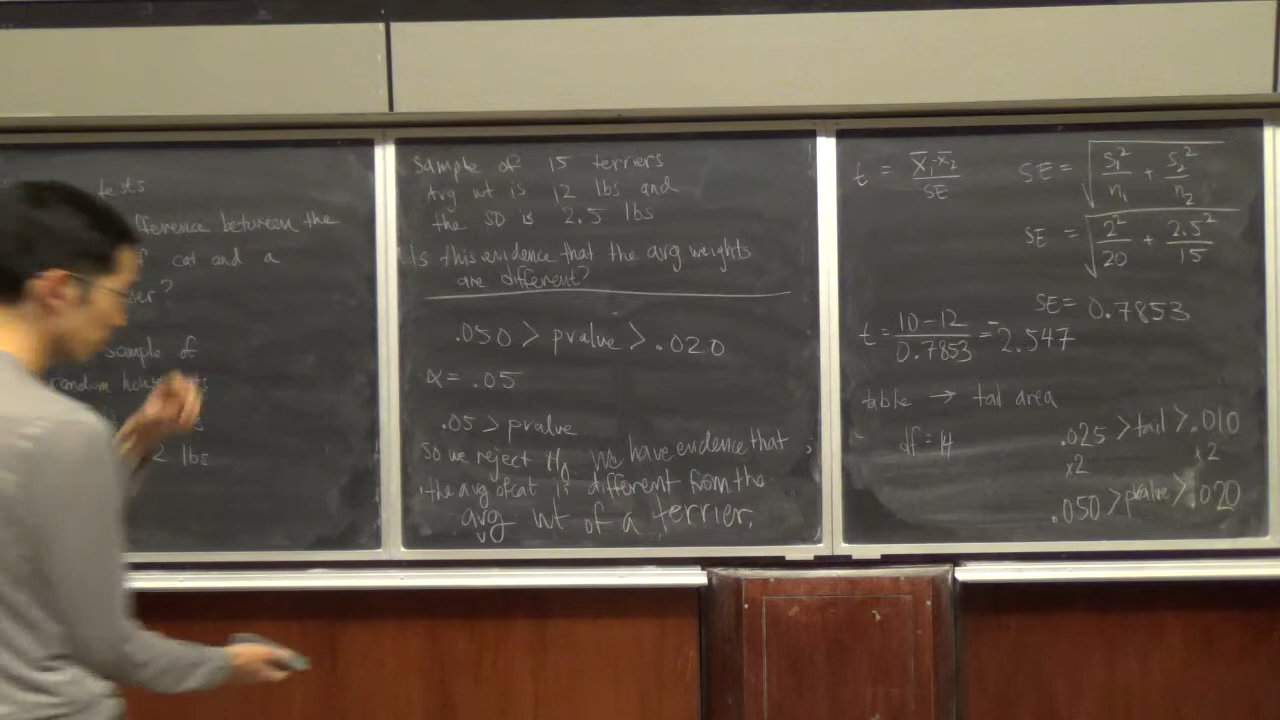 tests
fference between the
f cat and a
er?
sample of
random hou
2 lbs
Sample of 15 terriers
Avg wt is 12 lbs and
the SD is 2.5 lbs
Is this evidence that the avg weights
are different?
.050 > pvalue > .020
α = .05
.05 > pvalue
So we reject H₀. We have evidence that
the avg of cat is different from the
avg wt of a terrier.
t = (x̄₁-x̄₂)/SE
SE = √(s₁²/n₁ + s₂²/n₂)
SE = √(2²/20 + 2.5²/15)
SE = 0.7853
t = (10-12)/0.7853 = -2.547
table → tail area
df = 14
.025 > tail > .010
x2 x2
.050 > pvalue > .020